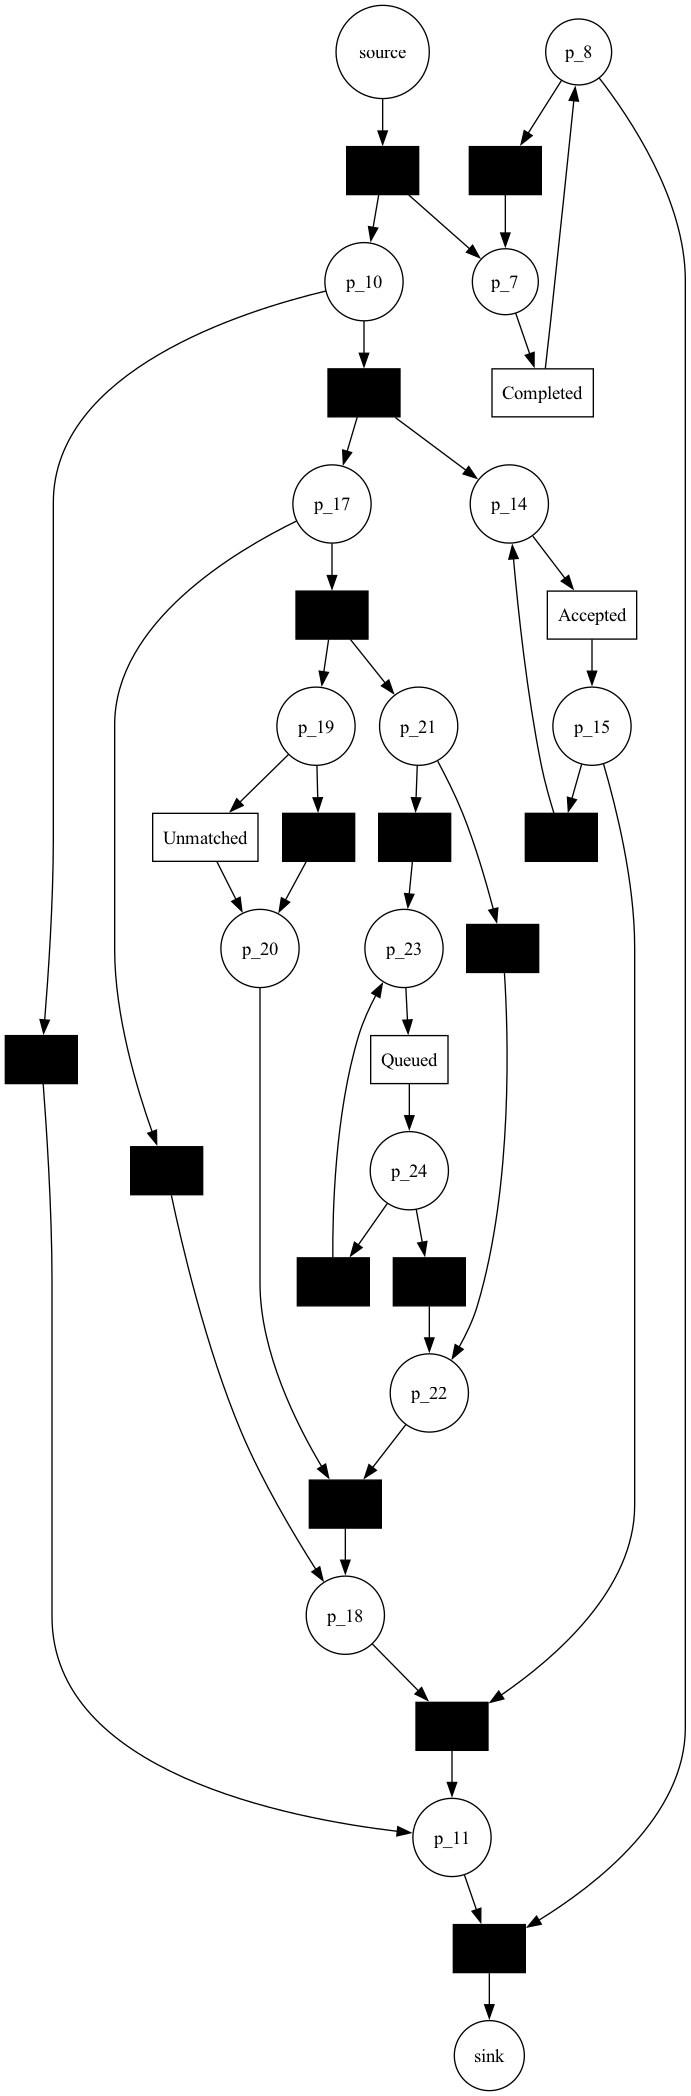 source
p_8
p_10
p_7
Completed
p_17
p_14
Accepted
p_19
p_21
p_15
Unmatched
p_20
p_23
Queued
p_24
p_22
p_18
p_11
sink